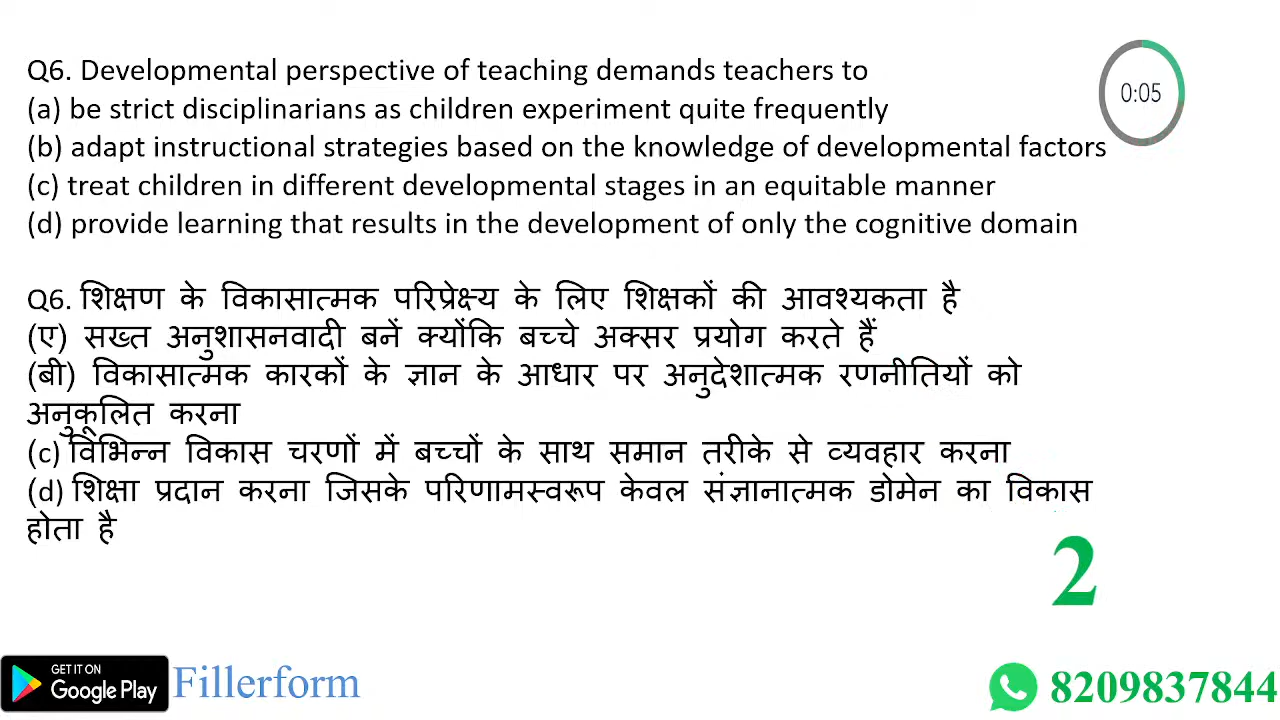 Q6. Developmental perspective of teaching demands teachers to
(a) be strict disciplinarians as children experiment quite frequently
(b) adapt instructional strategies based on the knowledge of developmental factors
(c) treat children in different developmental stages in an equitable manner
(d) provide learning that results in the development of only the cognitive domain
0:05
Q6. शिक्षण के विकासात्मक परिप्रेक्ष्य के लिए शिक्षकों की आवश्यकता है
(ए) सख्त अनुशासनवादी बनें क्योंकि बच्चे अक्सर प्रयोग करते हैं
(बी) विकासात्मक कारकों के ज्ञान के आधार पर अनुदेशात्मक रणनीतियों को
अनुकूलित करना
(c) विभिन्न विकास चरणों में बच्चों के साथ समान तरीके से व्यवहार करना
(d) शिक्षा प्रदान करना जिसके परिणामस्वरूप केवल संज्ञानात्मक डोमेन का विकास
होता है
2
GET IT ON
Google Play
Fillerform
8209837844